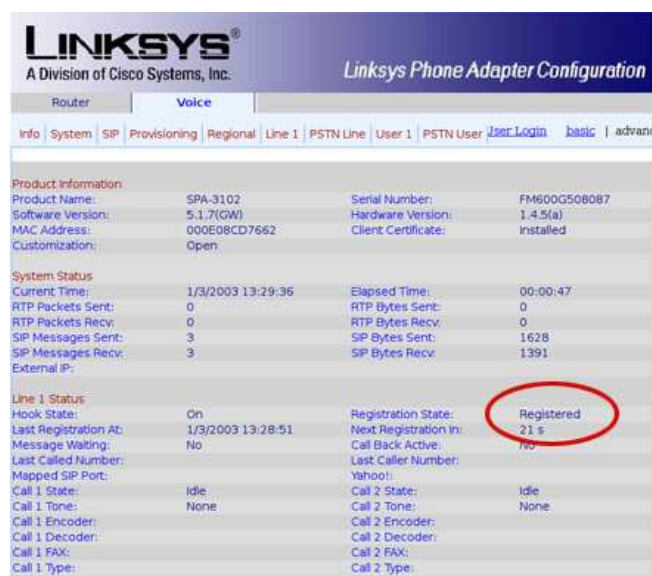 LINKSYS®
A Division of Cisco Systems, Inc.
Linksys Phone Adapter Configuration
Router Voice
Info System SIP Provisioning Regional Line 1 PSTN Line User 1 PSTN User User Login basic | advanc
Product Information
Product Name: SPA-3102 Serial Number: FM600G508087
Software Version: 5.1.7(GW) Hardware Version: 1.4.5(a)
MAC Address: 000E08CD7662 Client Certificate: Installed
Customization: Open
System Status
Current Time: 1/3/2003 13:29:36 Elapsed Time: 00:00:47
RTP Packets Sent: 0 RTP Bytes Sent: 0
RTP Packets Recv: 0 RTP Bytes Recv: 0
SIP Messages Sent: 3 SIP Bytes Sent: 1628
SIP Messages Recv: 3 SIP Bytes Recv: 1391
External IP:
Line 1 Status
Hook State: On Registration State: Registered
Last Registration At: 1/3/2003 13:28:51 Next Registration In: 21 s
Message Waiting: No Call Back Active: No
Last Called Number: Last Caller Number:
Mapped SIP Port: Yahoo!:
Call 1 State: Idle Call 2 State: Idle
Call 1 Tone: None Call 2 Tone: None
Call 1 Encoder: Call 2 Encoder:
Call 1 Decoder: Call 2 Decoder:
Call 1 FAX: Call 2 FAX:
Call 1 Type: Call 2 Type: